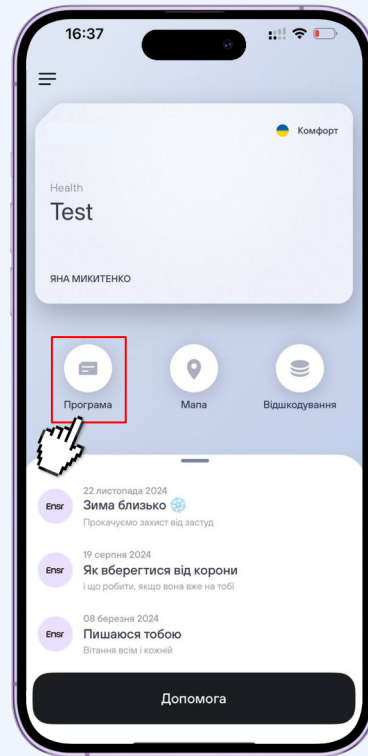 16:37
Комфорт
Health
Test
ЯНА МИКИТЕНКО
Програма
Мапа
Відшкодування
22 листопада 2024
Ensr
Зима близько
Прокачуємо захист від застуд
19 серпня 2024
Ensr
Як вберегтися від корони
і що робити, якщо вона вже на тобі
08 березня 2024
Ensr
Пишаюся тобою
Вітання всім і кожній
Допомога